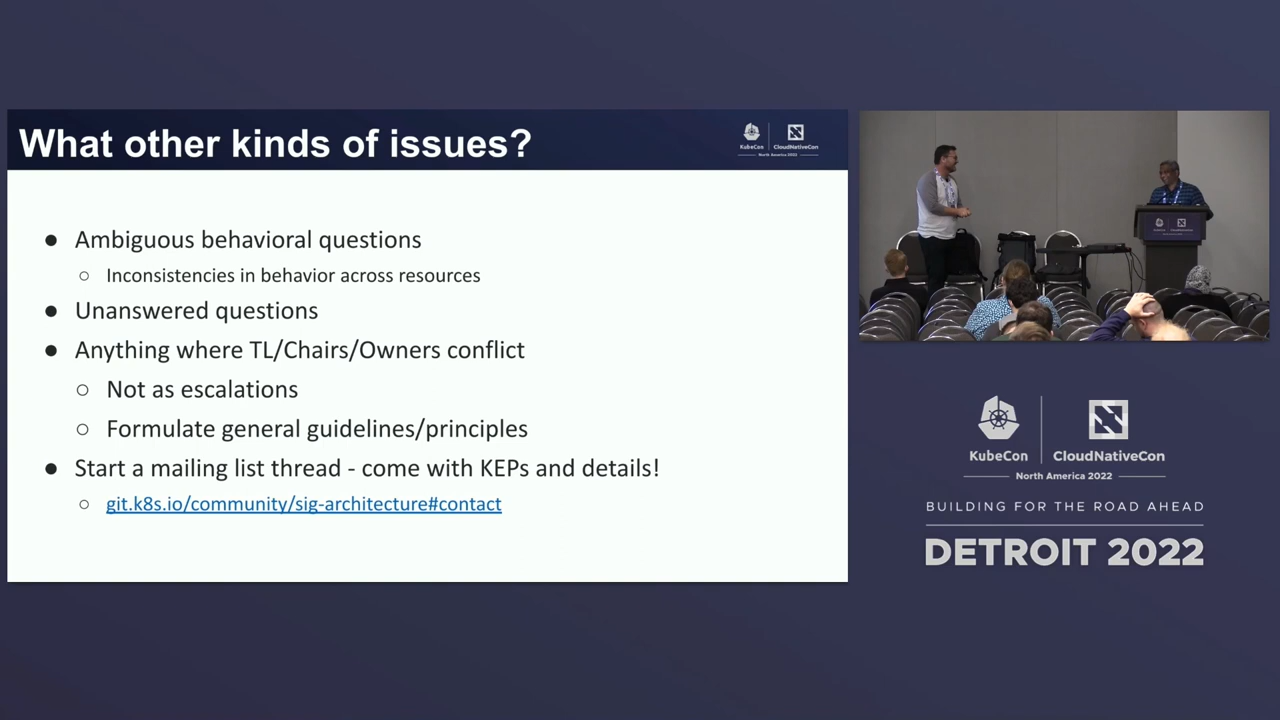 What other kinds of issues?
KubeCon
CloudNativeCon
North America 2022
● Ambiguous behavioral questions
○ Inconsistencies in behavior across resources
● Unanswered questions
● Anything where TL/Chairs/Owners conflict
○ Not as escalations
○ Formulate general guidelines/principles
● Start a mailing list thread - come with KEPs and details!
○ git.k8s.io/community/sig-architecture#contact
KubeCon
CloudNativeCon
North America 2022
BUILDING FOR THE ROAD AHEAD
DETROIT 2022